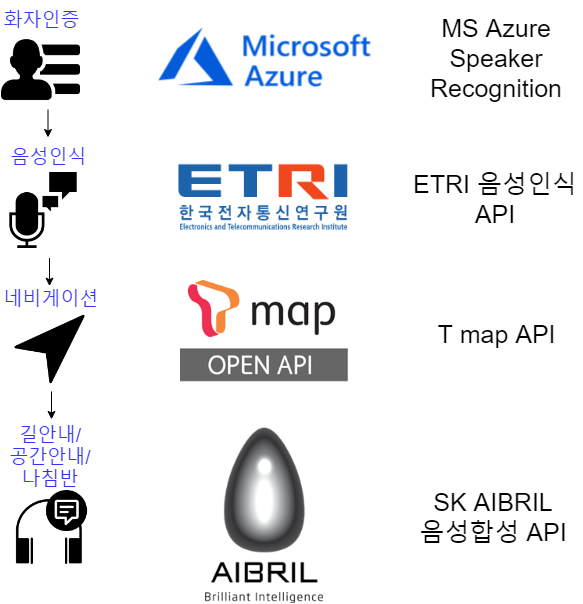 화자인증
Microsoft
Azure
MS Azure
Speaker
Recognition
음성인식
ETRI
한국전자통신연구원
Electronics and Telecommunications Research Institute
ETRI 음성인식
API
네비게이션
T map
OPEN API
T map API
길안내/
공간안내/
나침반
AIBRIL
Brilliant Intelligence
SK AIBRIL
음성합성 API